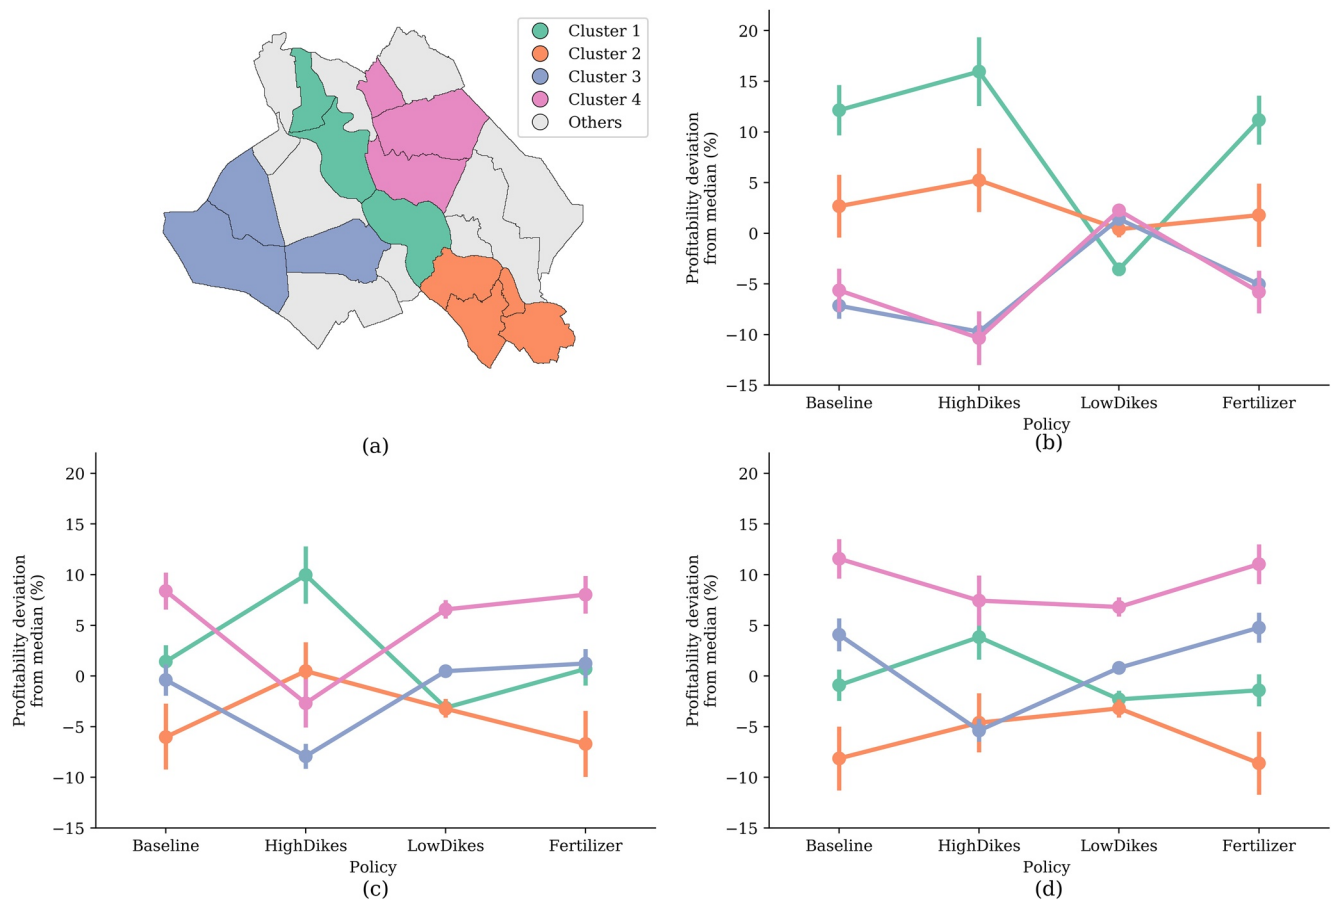 Cluster 1
Cluster 2
Cluster 3
Cluster 4
Others
(a)
20
15
10
5
0
−5
−10
−15
Profitability deviation
from median (%)
Baseline HighDikes LowDikes Fertilizer
Policy
(b)
20
15
10
5
0
−5
−10
−15
Profitability deviation
from median (%)
Baseline HighDikes LowDikes Fertilizer
Policy
(c)
20
15
10
5
0
−5
−10
−15
Profitability deviation
from median (%)
Baseline HighDikes LowDikes Fertilizer
Policy
(d)